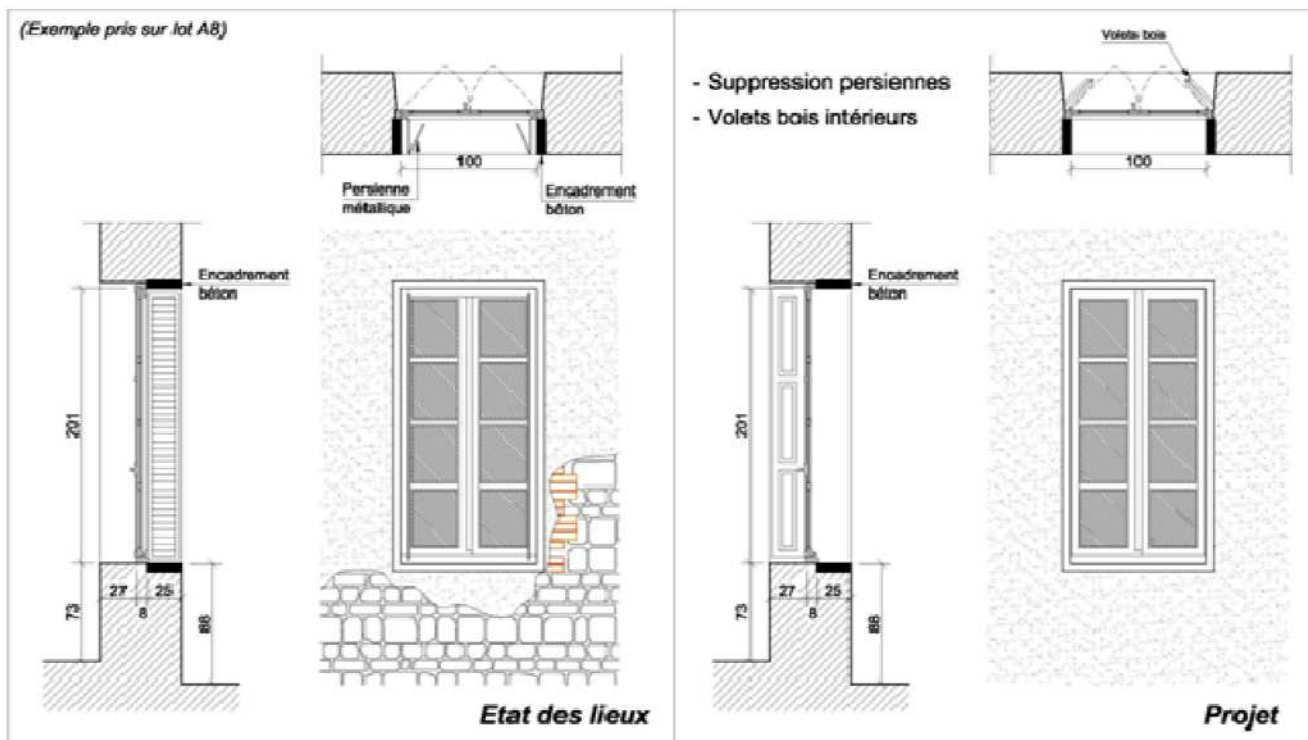 (Exemple pris sur lot A8)
100
Persienne
métallique
Encadrement
béton
Encadrement
béton
201
27
25
8
73
88
Etat des lieux
Volets bois
- Suppression persiennes
- Volets bois intérieurs
100
Encadrement
béton
201
27
25
8
73
88
Projet